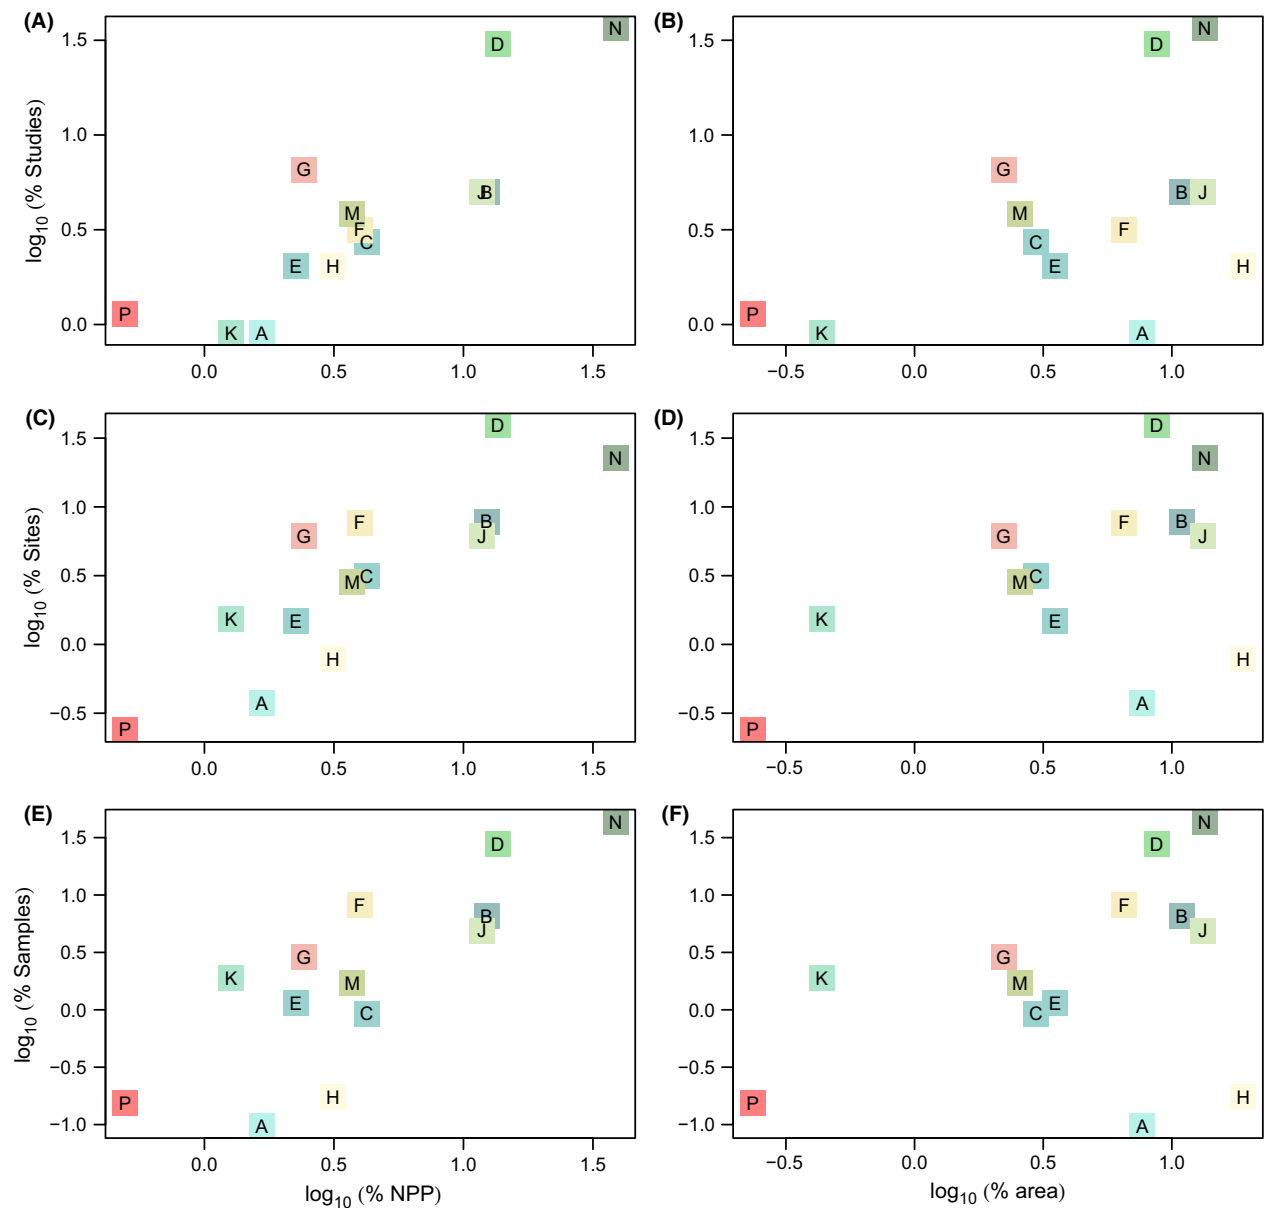 (A)
(B)
log10 (% Studies)
1.5
1.0
0.5
0.0
N
D
G
J
B
M
F
C
E
H
P
K
A
0.0
0.5
1.0
1.5
1.5
1.0
0.5
0.0
N
D
G
B
J
M
F
C
E
H
P
K
A
−0.5
0.0
0.5
1.0
(C)
(D)
log10 (% Sites)
1.5
1.0
0.5
0.0
−0.5
D
N
F
B
G
J
C
M
K
E
H
A
P
0.0
0.5
1.0
1.5
1.5
1.0
0.5
0.0
−0.5
D
N
F
B
G
J
C
M
K
E
H
A
P
−0.5
0.0
0.5
1.0
(E)
(F)
log10 (% Samples)
1.5
1.0
0.5
0.0
−0.5
−1.0
N
D
F
B
J
G
K
M
E
C
H
P
A
0.0
0.5
1.0
1.5
log10 (% NPP)
1.5
1.0
0.5
0.0
−0.5
−1.0
N
D
F
B
J
G
K
M
E
C
H
P
A
−0.5
0.0
0.5
1.0
log10 (% area)